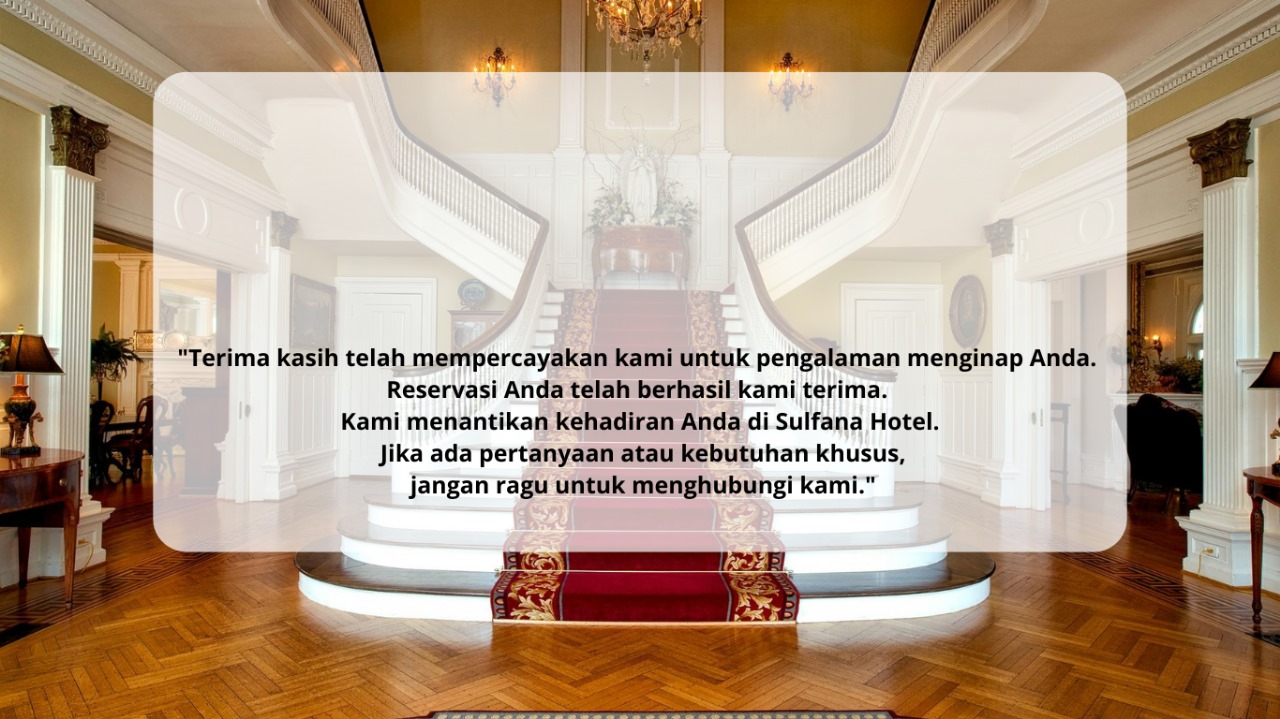 "Terima kasih telah mempercayakan kami untuk pengalaman menginap Anda.
Reservasi Anda telah berhasil kami terima.
Kami menantikan kehadiran Anda di Sulfana Hotel.
Jika ada pertanyaan atau kebutuhan khusus,
jangan ragu untuk menghubungi kami."